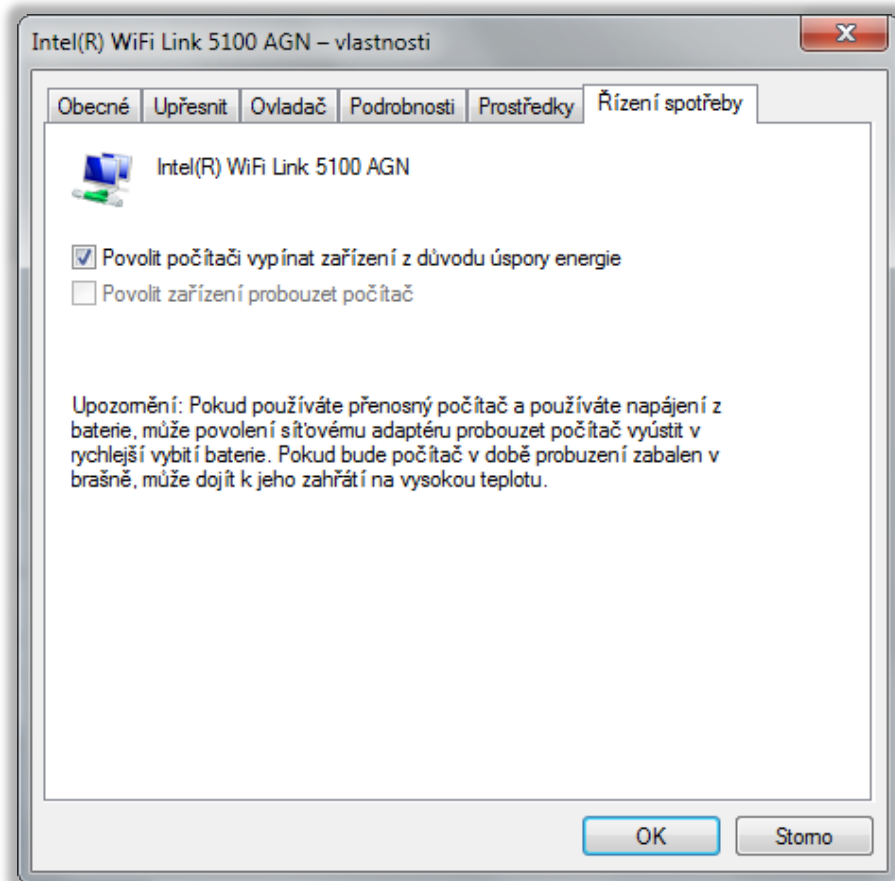 Intel(R) WiFi Link 5100 AGN – vlastnosti
Obecné Upřesnit Ovladač Podrobnosti Prostředky Řízení spotřeby
Intel(R) WiFi Link 5100 AGN
Povolit počítači vypínat zařízení z důvodu úspory energie
Povolit zařízení probouzet počítač
Upozornění: Pokud používáte přenosný počítač a používáte napájení z
baterie, může povolení síťovému adaptéru probouzet počítač vyústit v
rychlejší vybití baterie. Pokud bude počítač v době probuzení zabalen v
brašně, může dojít k jeho zahřátí na vysokou teplotu.
OK Storno